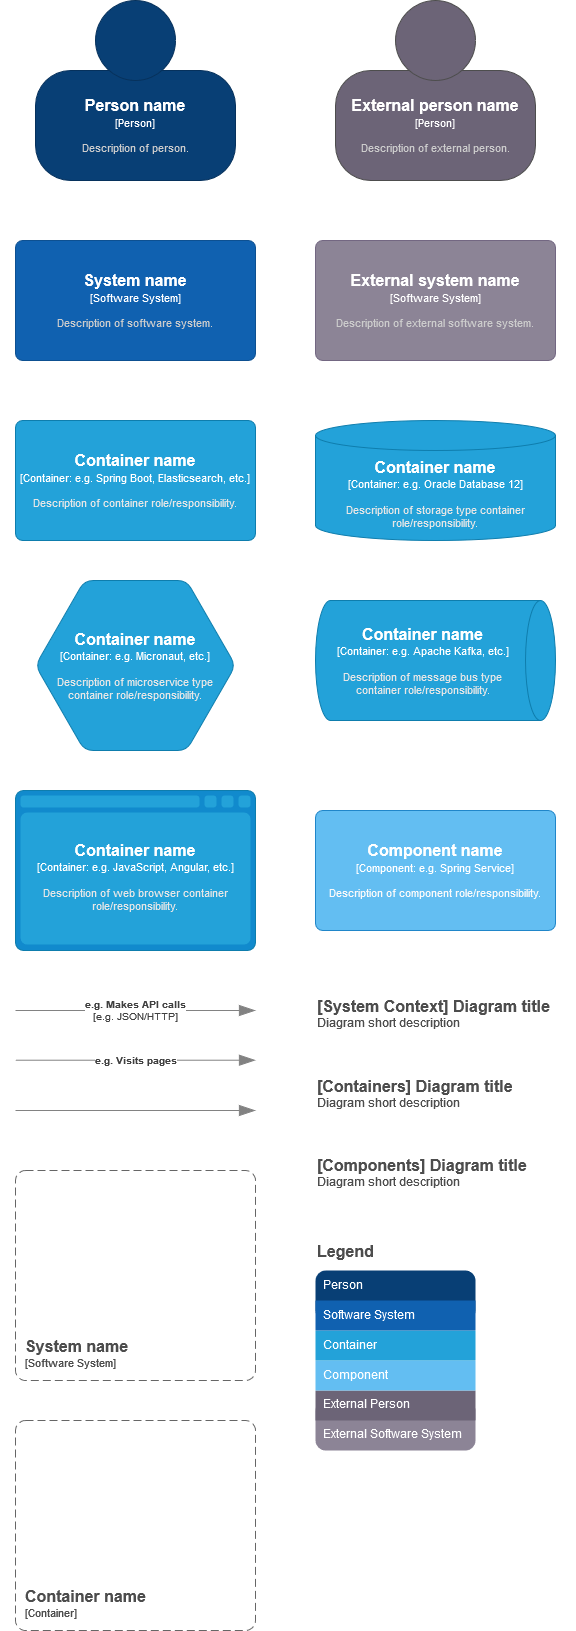 Person name
[Person]
Description of person.
External person name
[Person]
Description of external person.
System name
[Software System]
Description of software system.
External system name
[Software System]
Description of external software system.
Container name
[Container: e.g. Spring Boot, Elasticsearch, etc.]
Description of container role/responsibility.
Container name
[Container: e.g. Oracle Database 12]
Description of storage type container
role/responsibility.
Container name
[Container: e.g. Micronaut, etc.]
Description of microservice type
container role/responsibility.
Container name
[Container: e.g. Apache Kafka, etc.]
Description of message bus type
container role/responsibility.
Container name
[Container: e.g. JavaScript, Angular, etc.]
Description of web browser container
role/responsibility.
Component name
[Component: e.g. Spring Service]
Description of component role/responsibility.
e.g. Makes API calls
[e.g. JSON/HTTP]
e.g. Visits pages
[System Context] Diagram title
Diagram short description
[Containers] Diagram title
Diagram short description
[Components] Diagram title
Diagram short description
System name
[Software System]
Legend
Person
Software System
Container
Component
External Person
External Software System
Container name
[Container]